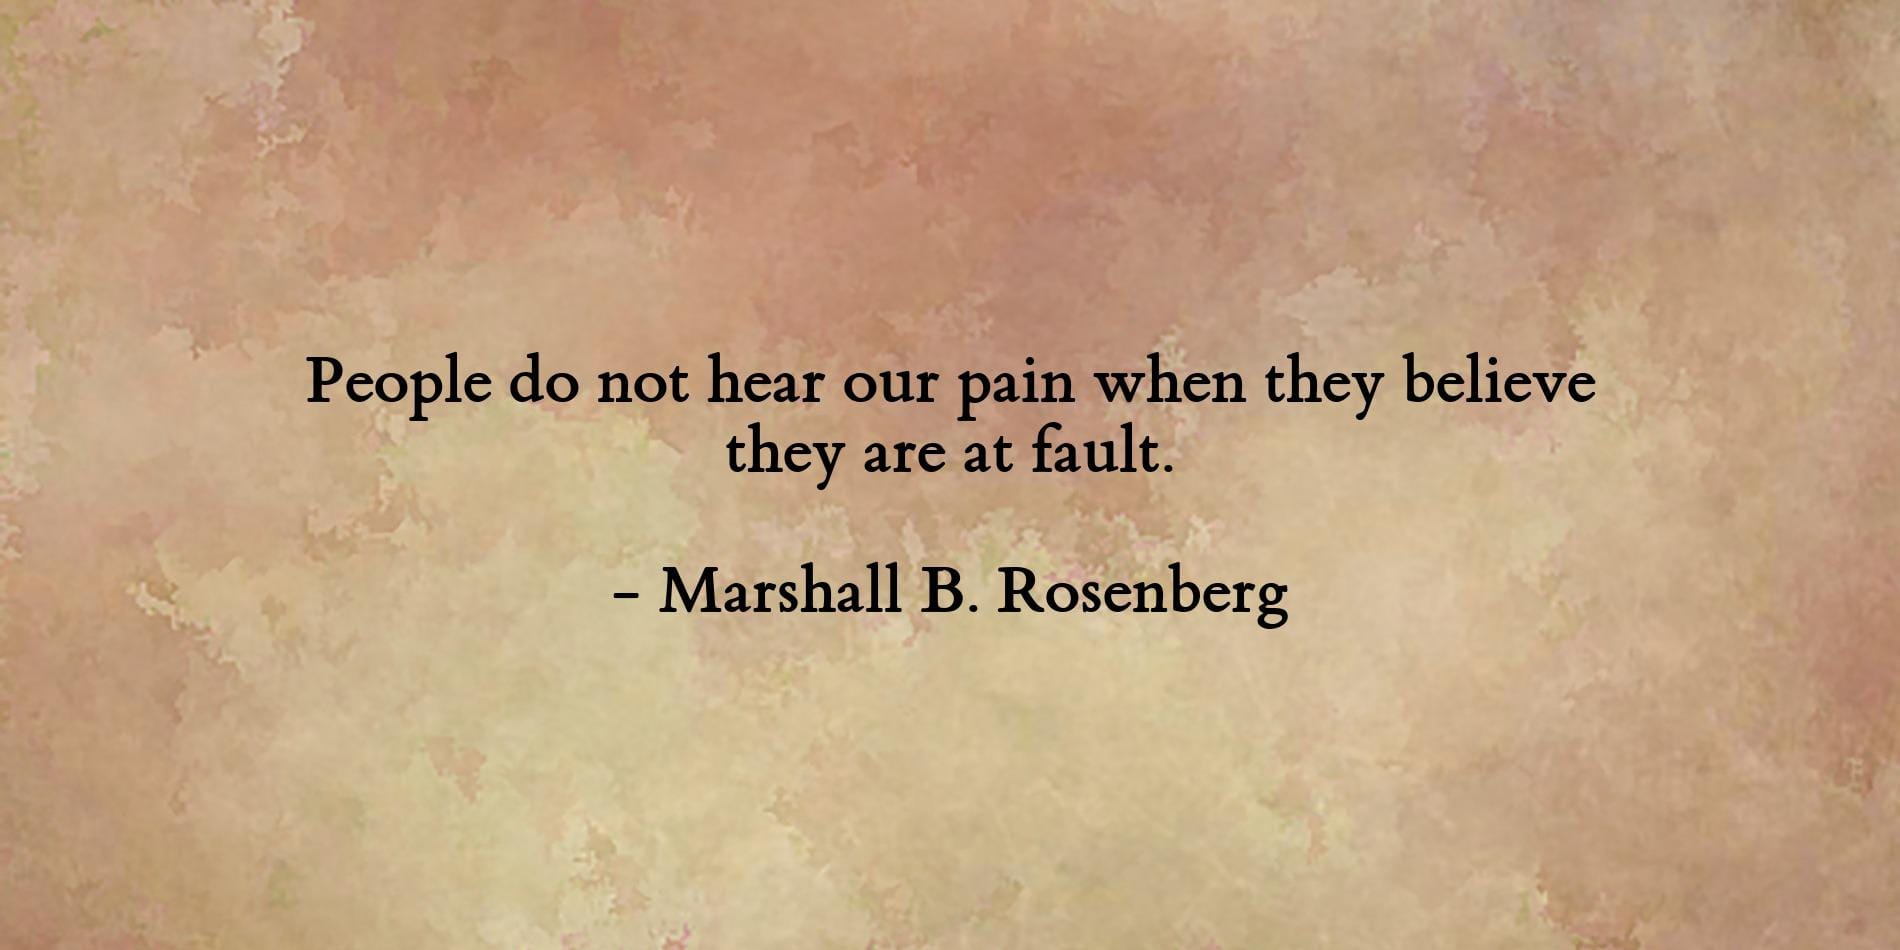 People do not hear our pain when they believe
they are at fault.
– Marshall B. Rosenberg